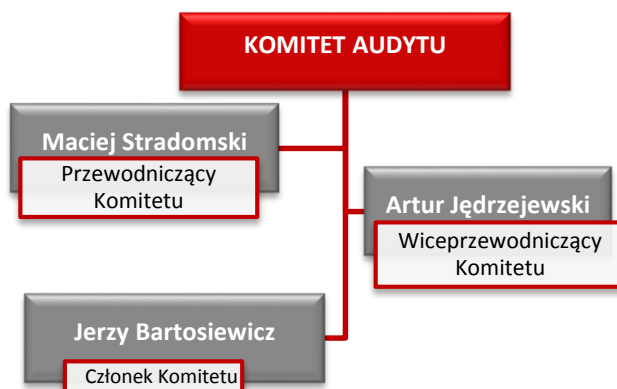 KOMITET AUDYTU
Maciej Stradomski
Przewodniczący
Komitetu
Artur Jędrzejewski
Wiceprzewodniczący
Komitetu
Jerzy Bartosiewicz
Członek Komitetu